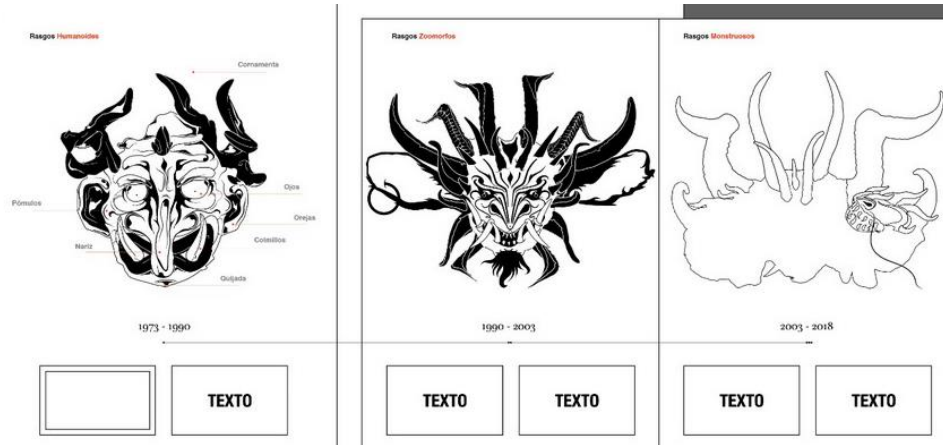 Rasgos Humanoides
Cornamenta
Ojos
Pómulos
Orejas
Nariz
Colmillos
Quijada
1973 - 1990
TEXTO
Rasgos Zoomorfos
1990 - 2003
TEXTO
TEXTO
Rasgos Monstruosos
2003 - 2018
TEXTO
TEXTO